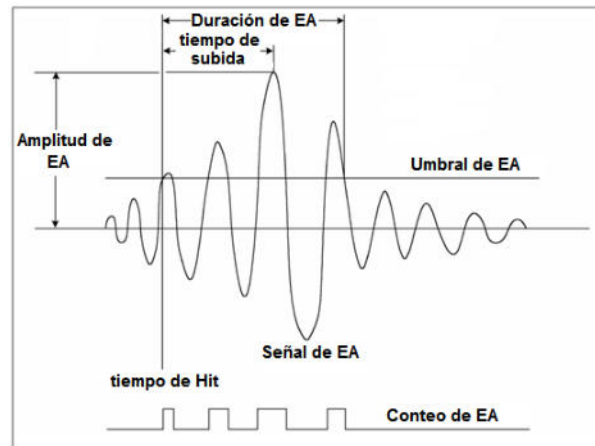 Duración de EA
tiempo de
subida
Amplitud de
EA
Umbral de EA
Señal de EA
tiempo de Hit
Conteo de EA